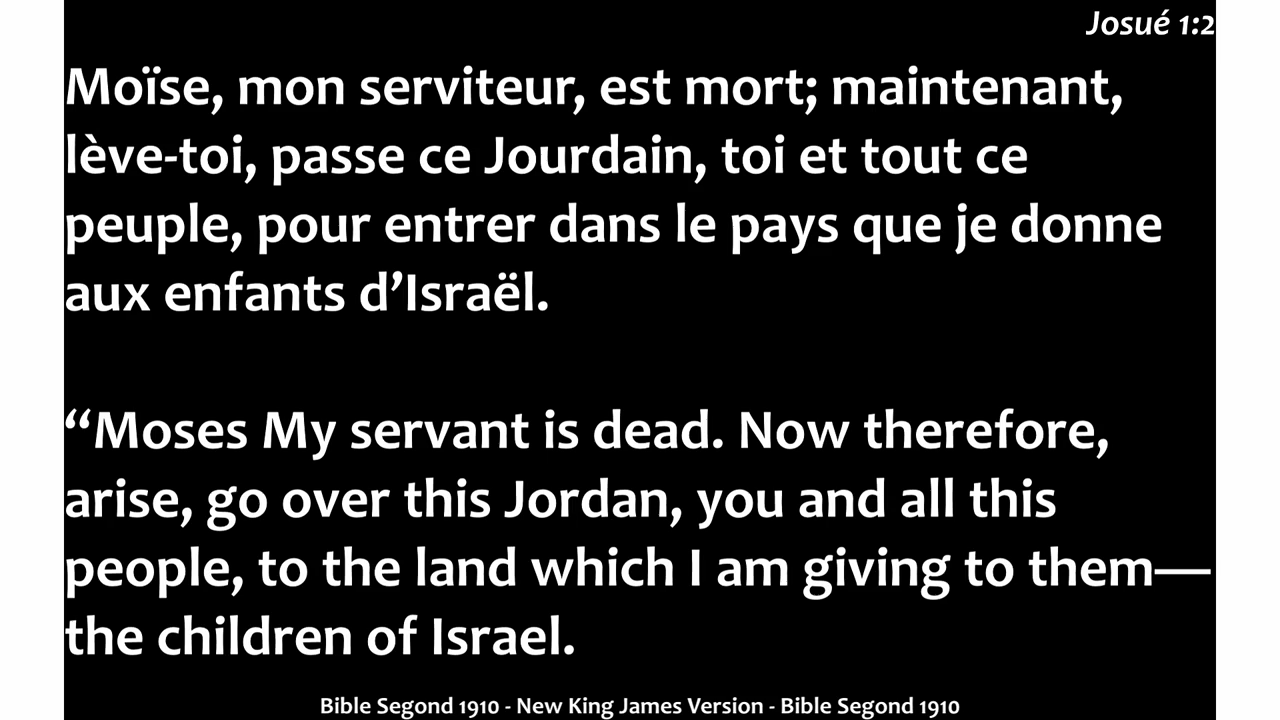 Josué 1:2
Moïse, mon serviteur, est mort; maintenant,
lève-toi, passe ce Jourdain, toi et tout ce
peuple, pour entrer dans le pays que je donne
aux enfants d’Israël.
“Moses My servant is dead. Now therefore,
arise, go over this Jordan, you and all this
people, to the land which I am giving to them—
the children of Israel.
Bible Segond 1910 - New King James Version - Bible Segond 1910